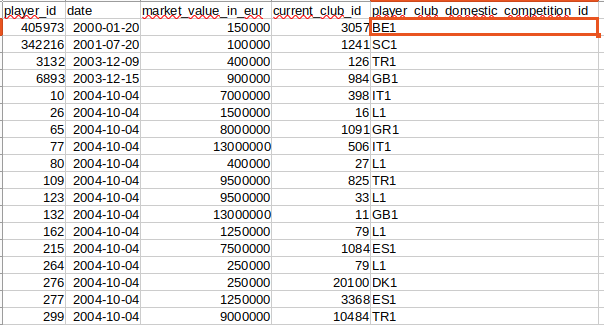 player_id date market_value_in_eur current_club_id player_club_domestic_competition_id
405973 2000-01-20 150000 3057 BE1
342216 2001-07-20 100000 1241 SC1
3132 2003-12-09 400000 126 TR1
6893 2003-12-15 900000 984 GB1
10 2004-10-04 7000000 398 IT1
26 2004-10-04 1500000 16 L1
65 2004-10-04 8000000 1091 GR1
77 2004-10-04 13000000 506 IT1
80 2004-10-04 400000 27 L1
109 2004-10-04 9500000 825 TR1
123 2004-10-04 9500000 33 L1
132 2004-10-04 13000000 11 GB1
162 2004-10-04 1250000 79 L1
215 2004-10-04 7500000 1084 ES1
264 2004-10-04 250000 79 L1
276 2004-10-04 250000 20100 DK1
277 2004-10-04 1250000 3368 ES1
299 2004-10-04 9000000 10484 TR1